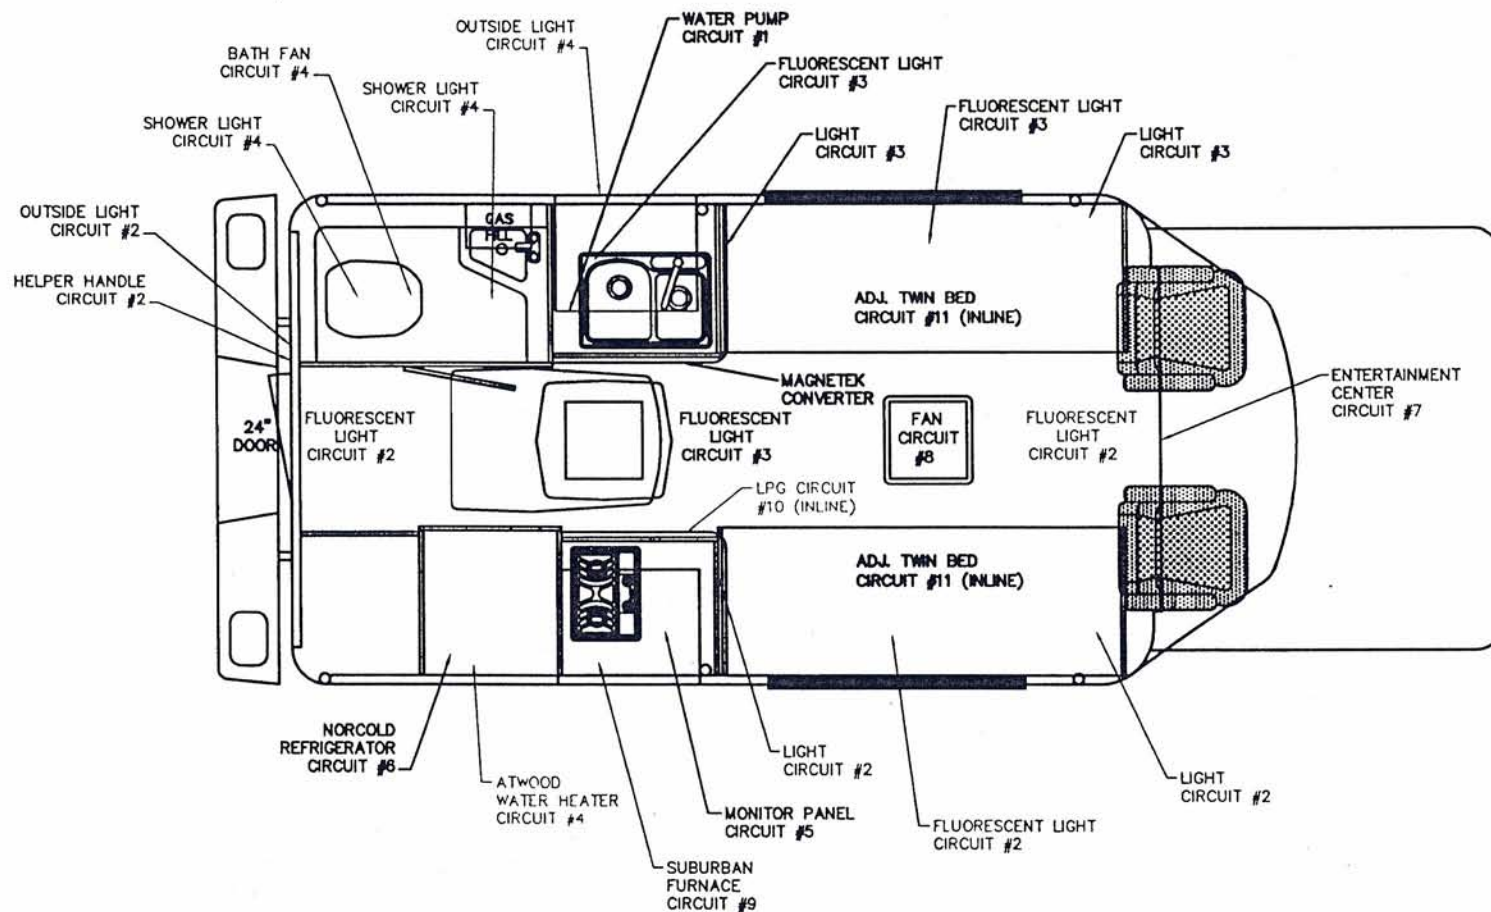 OUTSIDE LIGHT
CIRCUIT #4
WATER PUMP
CIRCUIT #1
BATH FAN
CIRCUIT #4
FLUORESCENT LIGHT
CIRCUIT #3
SHOWER LIGHT
CIRCUIT #4
FLUORESCENT LIGHT
CIRCUIT #3
SHOWER LIGHT
CIRCUIT #4
LIGHT
CIRCUIT #3
LIGHT
CIRCUIT #3
OUTSIDE LIGHT
CIRCUIT #2
GAS
FILL
HELPER HANDLE
CIRCUIT #2
ADJ. TWIN BED
CIRCUIT #11 (INLINE)
MAGNETEK
CONVERTER
ENTERTAINMENT
CENTER
CIRCUIT #7
24"
DOOR
FLUORESCENT
LIGHT
CIRCUIT #2
FLUORESCENT
LIGHT
CIRCUIT #3
FAN
CIRCUIT
#8
FLUORESCENT
LIGHT
CIRCUIT #2
LPG CIRCUIT
#10 (INLINE)
ADJ. TWIN BED
CIRCUIT #11 (INLINE)
NORCOLD
REFRIGERATOR
CIRCUIT #6
LIGHT
CIRCUIT #2
ATWOOD
WATER HEATER
CIRCUIT #4
LIGHT
CIRCUIT #2
MONITOR PANEL
CIRCUIT #5
FLUORESCENT LIGHT
CIRCUIT #2
SUBURBAN
FURNACE
CIRCUIT #9